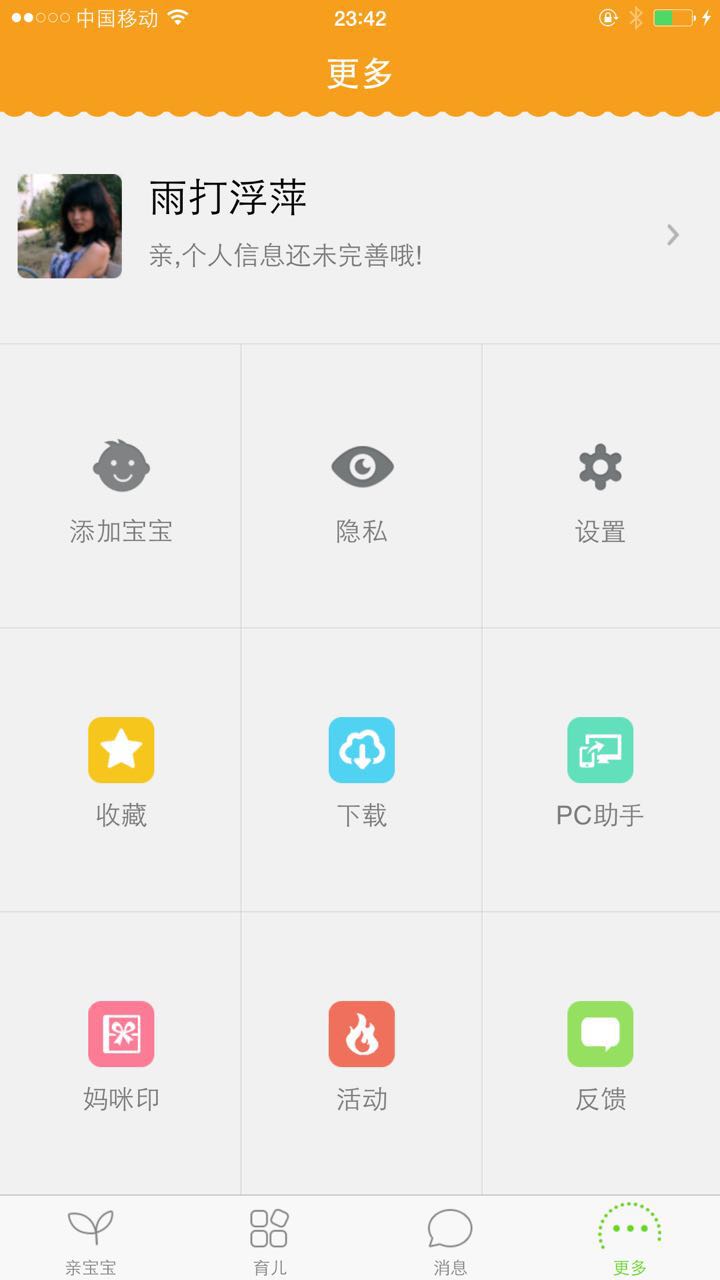 中国移动
23:42
更多
雨打浮萍
亲,个人信息还未完善哦!
添加宝宝
隐私
设置
收藏
下载
PC助手
妈咪印
活动
反馈
亲宝宝
育儿
消息
更多